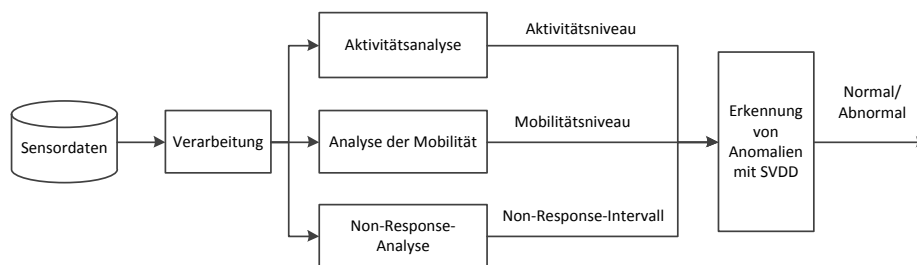 Sensordaten
Verarbeitung
Aktivitätsanalyse
Aktivitätsniveau
Analyse der Mobilität
Mobilitätsniveau
Non-Response-
Analyse
Non-Response-Intervall
Erkennung
von
Anomalien
mit SVDD
Normal/
Abnormal